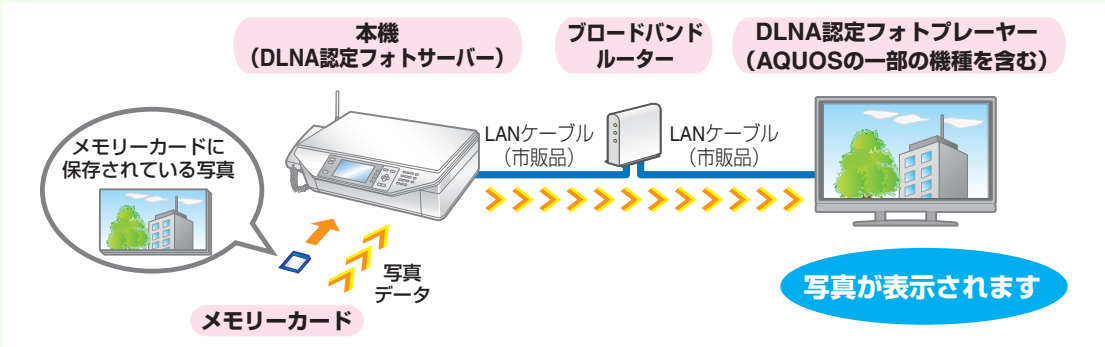 本機
（DLNA認定フォトサーバー）
ブロードバンド
ルーター
DLNA認定フォトプレーヤー
（AQUOSの一部の機種を含む）
メモリーカードに
保存されている写真
LANケーブル
（市販品）
LANケーブル
（市販品）
写真
データ
メモリーカード
写真が表示されます